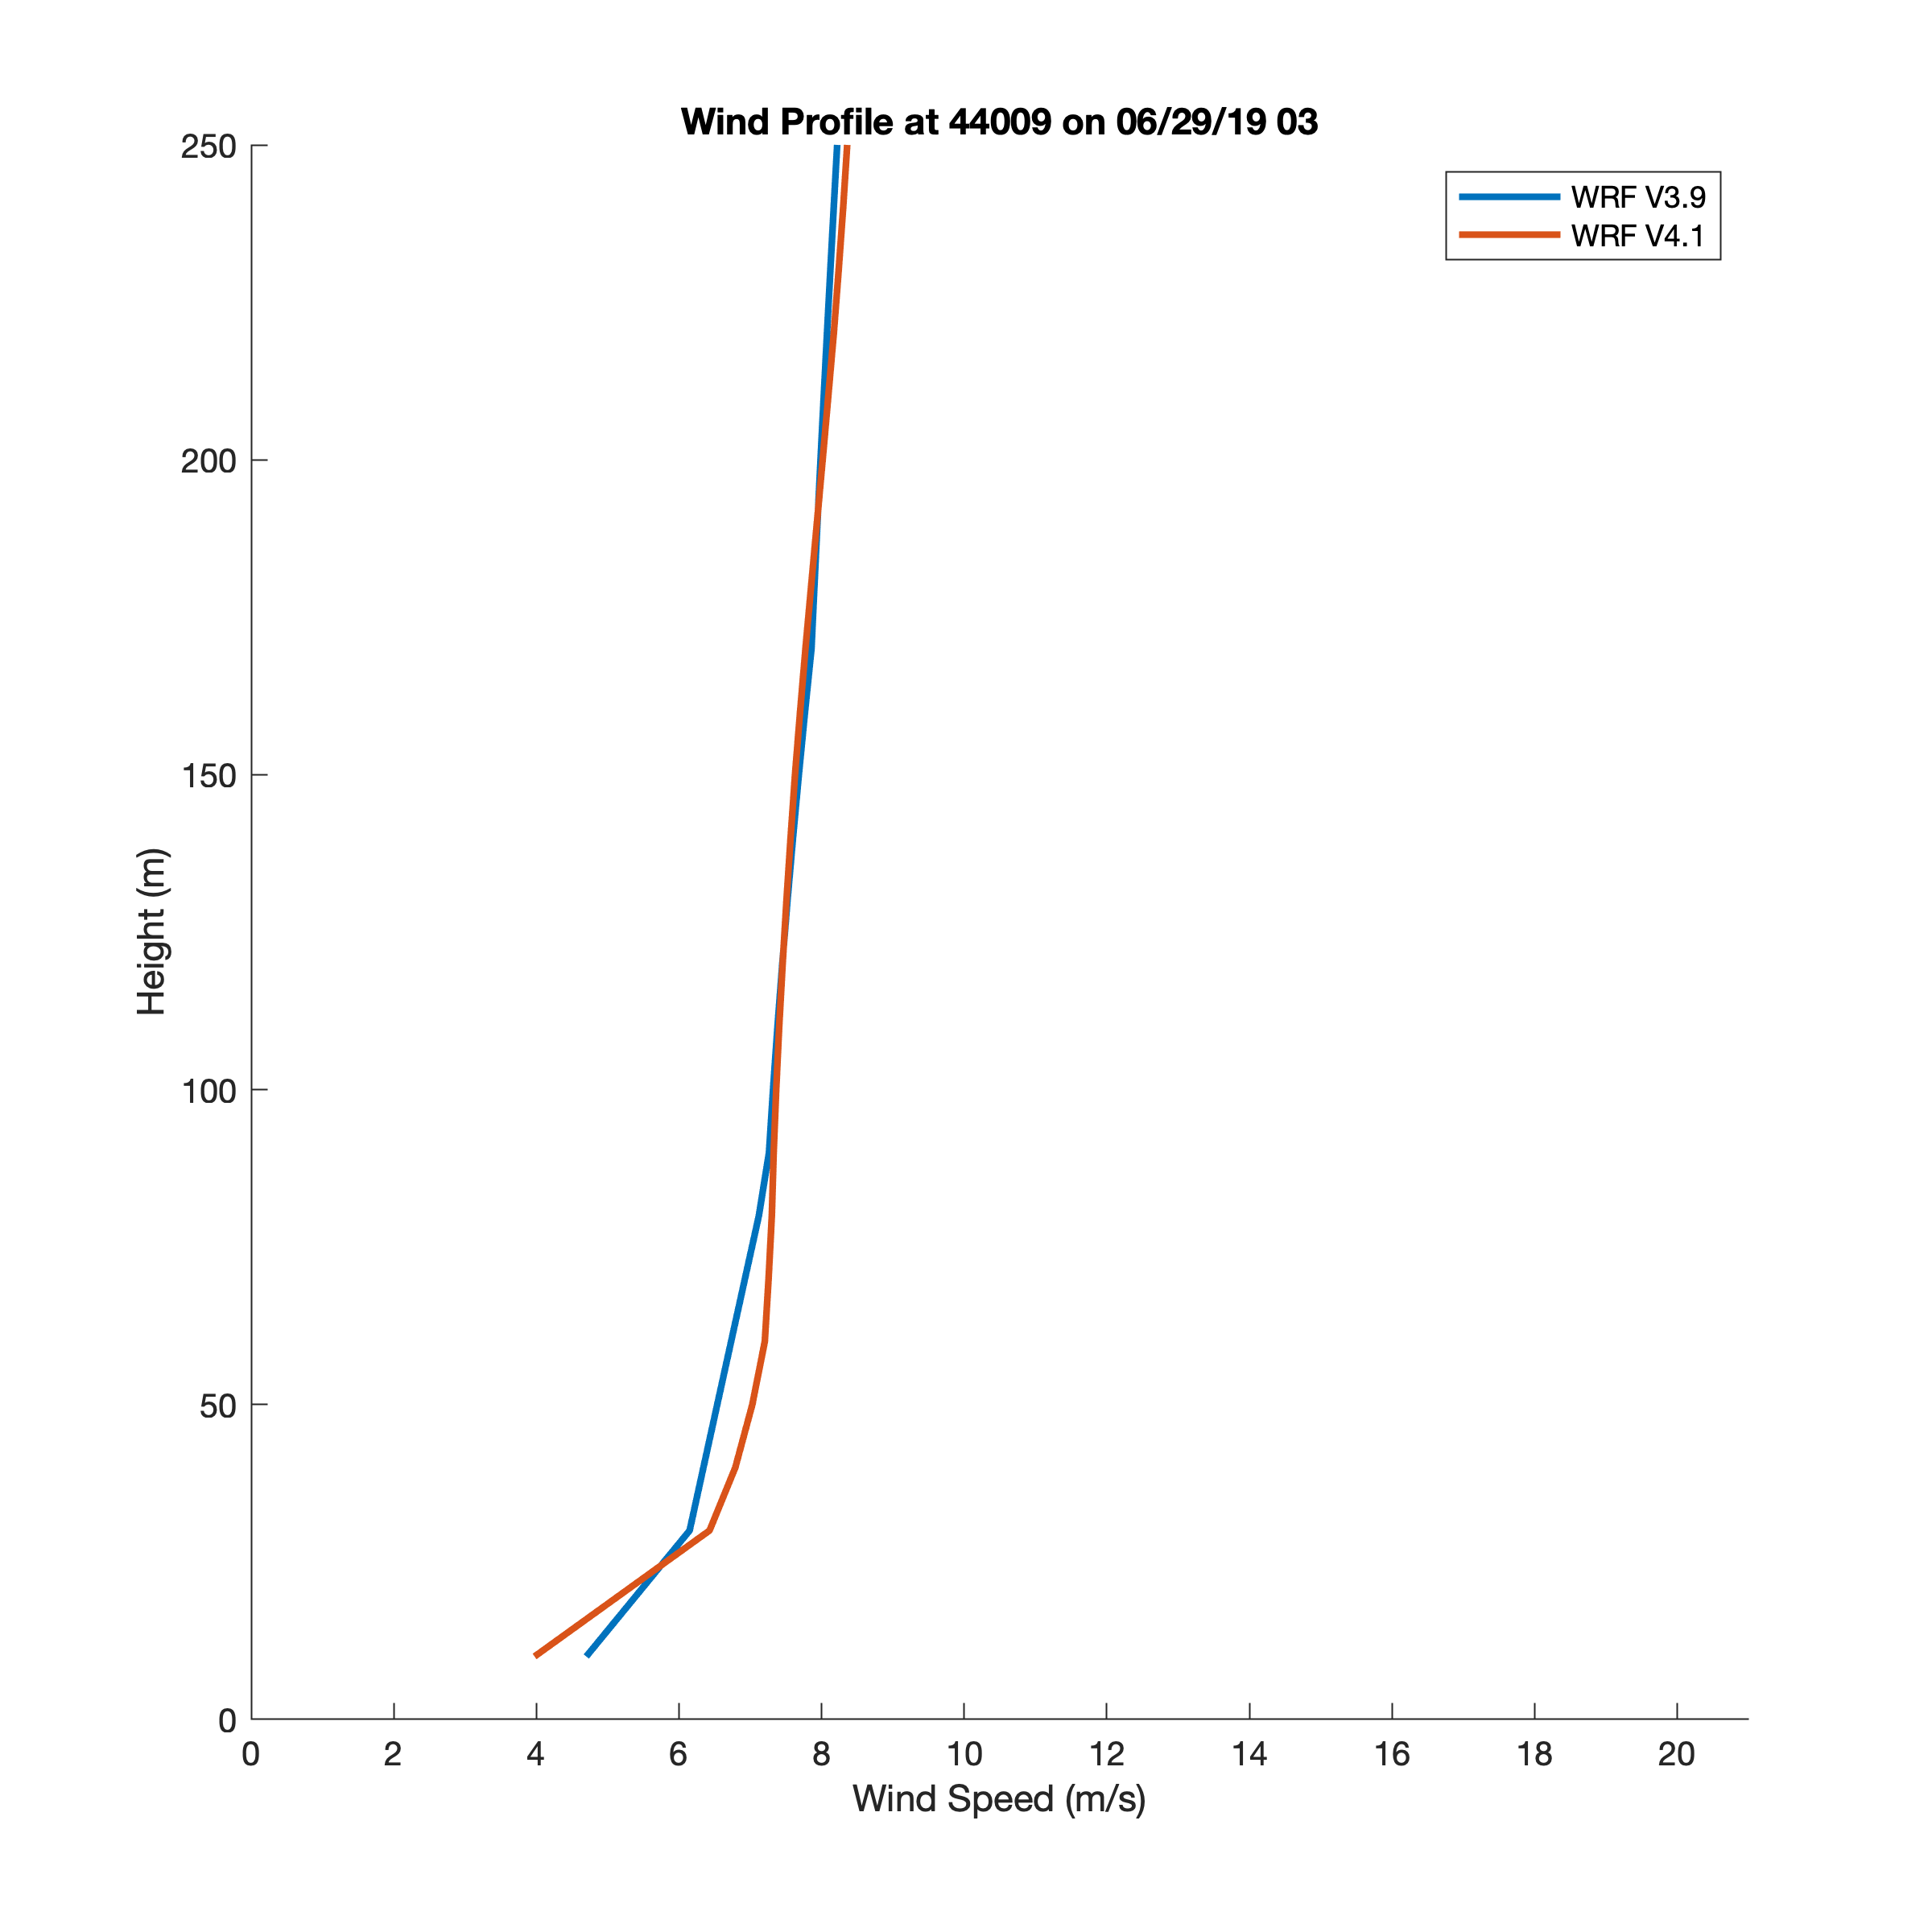 Wind Profile at 44009 on 06/29/19 03
WRF V3.9
WRF V4.1
250
200
150
100
50
0
Height (m)
0 2 4 6 8 10 12 14 16 18 20
Wind Speed (m/s)